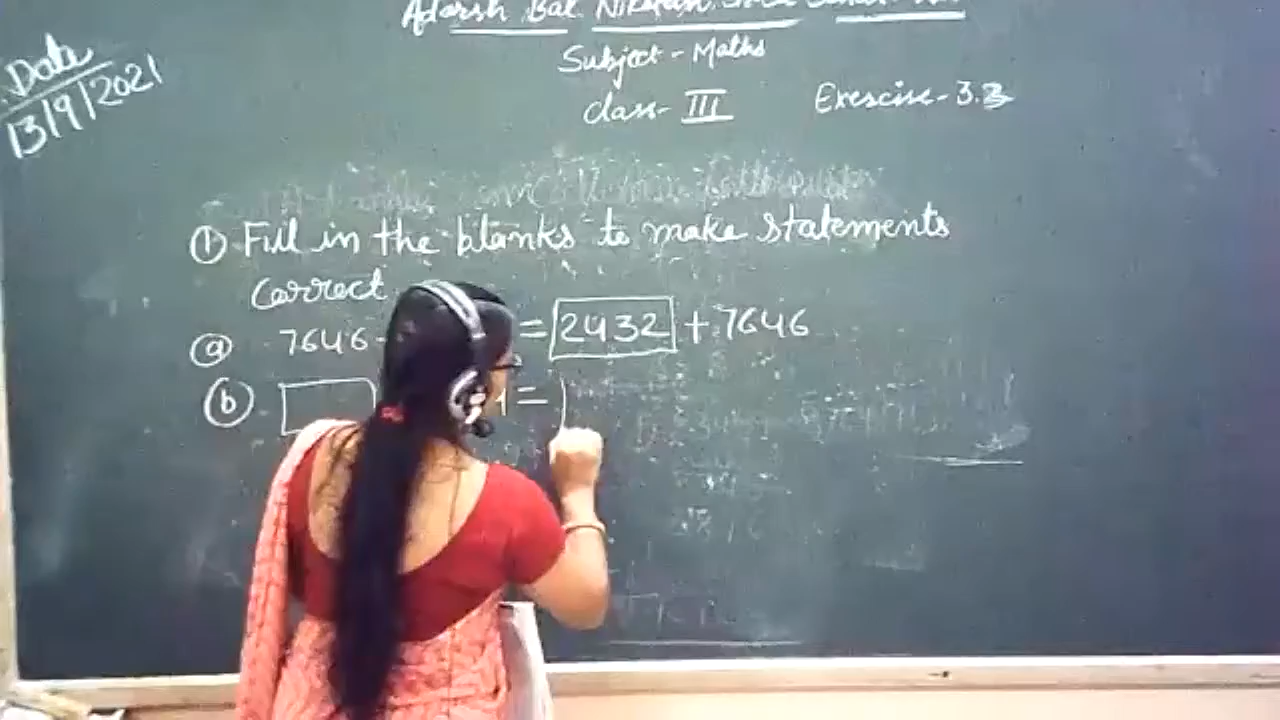 Adarsh Bal Niketan
Subject - Maths
Date
13/9/2021
Class - III
Exercise - 3.3
① Fill in the blanks to make statements
correct
ⓐ 7646 = 2432 + 7646
ⓑ =